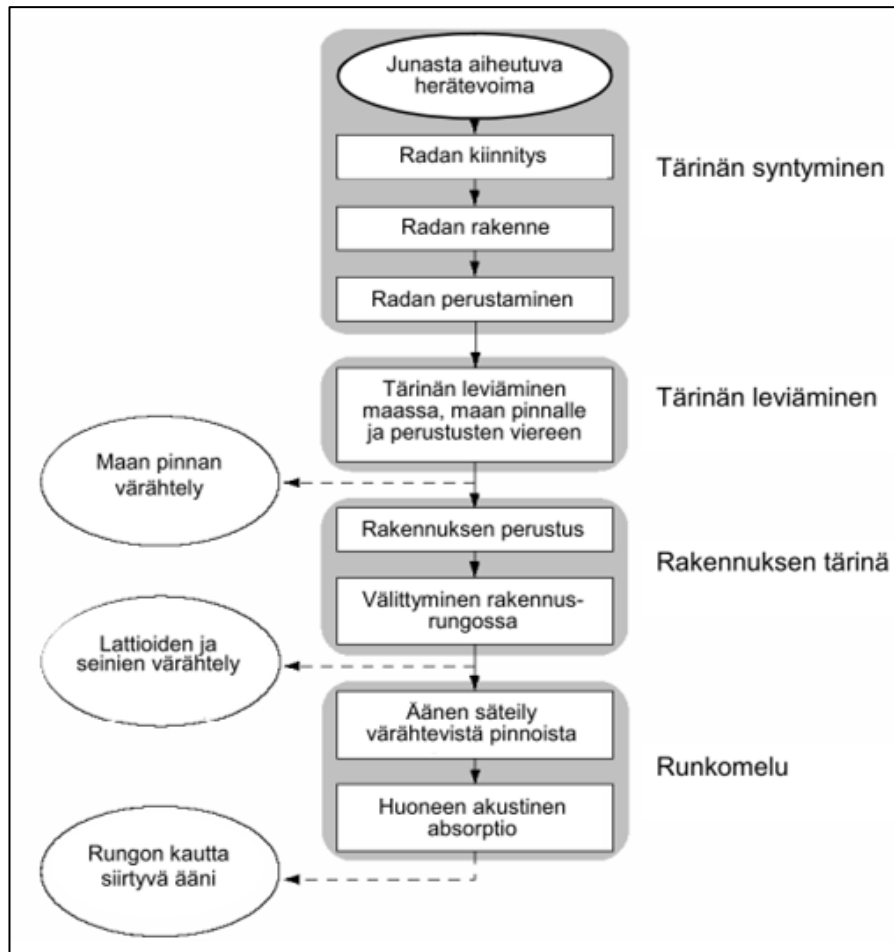 Junasta aiheutuva
herätevoima
Radan kiinnitys
Tärinän syntyminen
Radan rakenne
Radan perustaminen
Tärinän leviäminen
maassa, maan pinnalle
ja perustusten viereen
Tärinän leviäminen
Maan pinnan
värähtely
Rakennuksen perustus
Rakennuksen tärinä
Välittyminen rakennus-
rungossa
Lattioiden ja
seinien värähtely
Äänen säteily
värähtevistä pinnoista
Runkomelu
Huoneen akustinen
absorptio
Rungon kautta
siirtyvä ääni